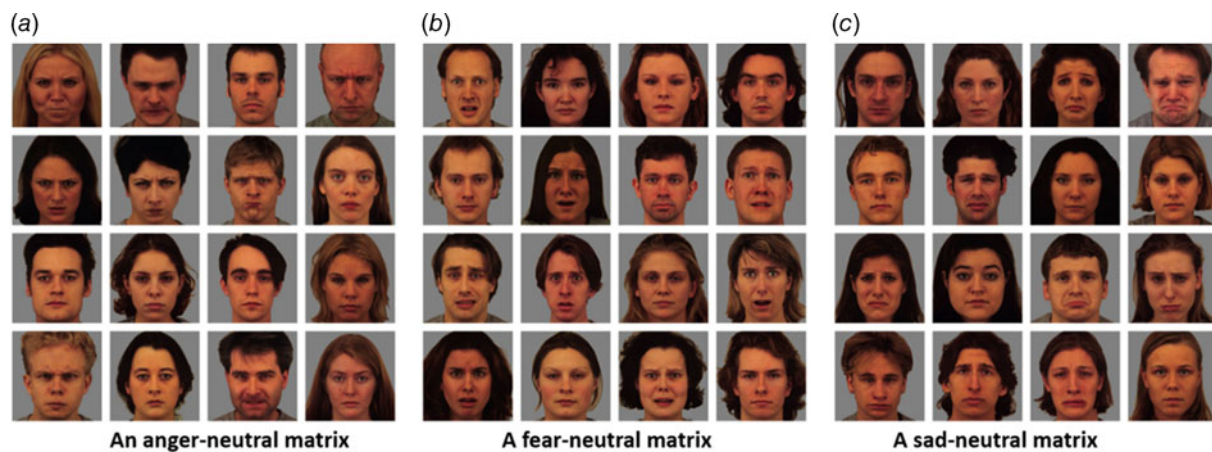 (a)
(b)
(c)
An anger-neutral matrix
A fear-neutral matrix
A sad-neutral matrix